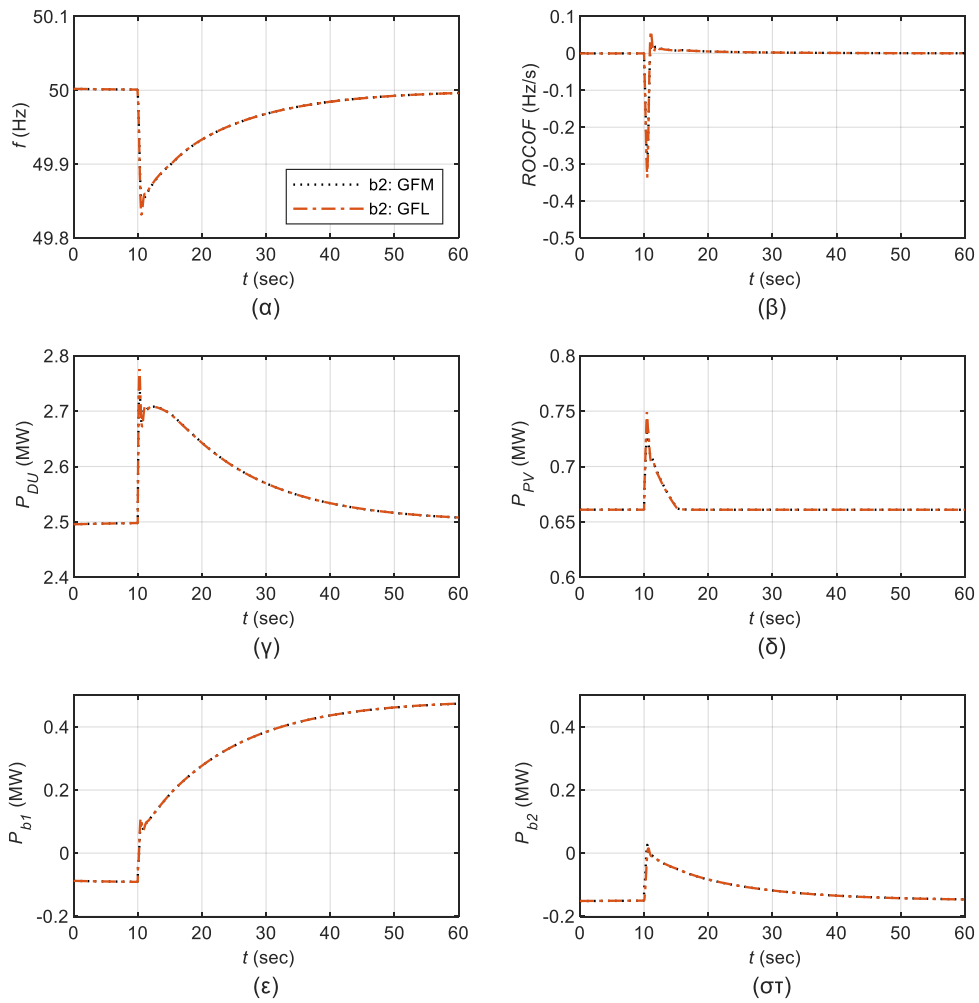 50.1
50
49.9
49.8
f (Hz)
b2: GFM
b2: GFL
0 10 20 30 40 50 60
t (sec)
(α)
0.1
0
-0.1
-0.2
-0.3
-0.4
-0.5
ROCOF (Hz/s)
0 10 20 30 40 50 60
t (sec)
(β)
2.8
2.7
2.6
2.5
2.4
P_DU (MW)
0 10 20 30 40 50 60
t (sec)
(γ)
0.8
0.75
0.7
0.65
0.6
P_PV (MW)
0 10 20 30 40 50 60
t (sec)
(δ)
0.4
0.2
0
-0.2
P_b1 (MW)
0 10 20 30 40 50 60
t (sec)
(ε)
0.4
0.2
0
-0.2
P_b2 (MW)
0 10 20 30 40 50 60
t (sec)
(στ)